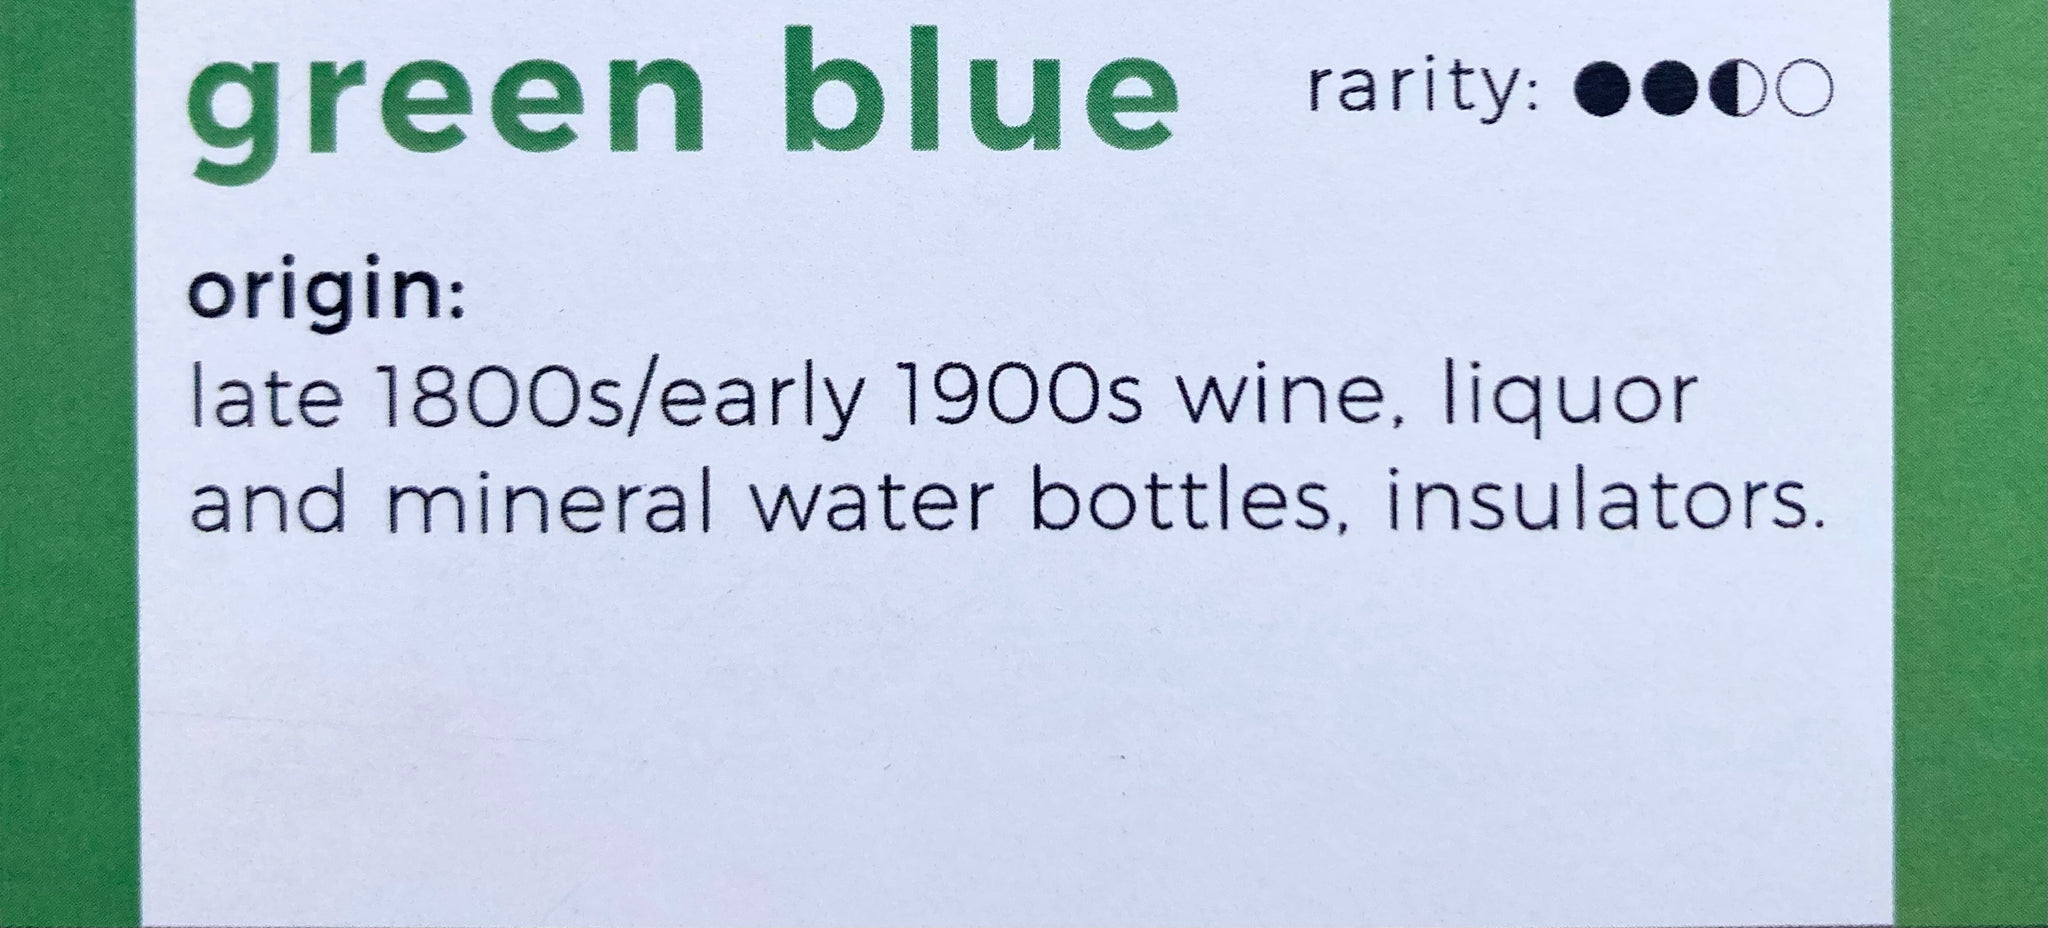 green blue rarity:
origin:
late 1800s/early 1900s wine, liquor
and mineral water bottles, insulators.